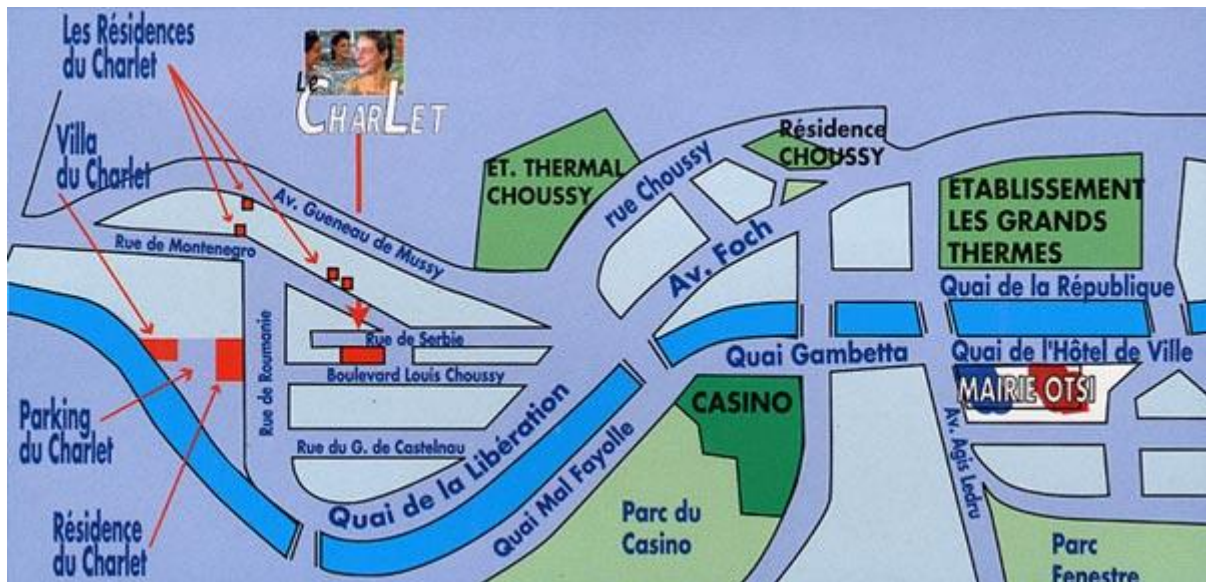 Les Résidences
du Charlet
Villa
du Charlet
Le
CHARLET
Av. Gueneau de Mussy
Rue de Montenegro
ET. THERMAL
CHOUSSY
rue Choussy
Résidence
CHOUSSY
Av. Foch
ETABLISSEMENT
LES GRANDS
THERMES
Quai de la République
Rue de Serbie
Rue de Roumanie
Boulevard Louis Choussy
Quai Gambetta
Quai de l'Hôtel de Ville
MAIRIE OTSI
CASINO
Parking
du Charlet
Rue du G. de Castelnau
Quai de la Libération
Quai Mal Fayolle
Av. Agis Ledru
Résidence
du Charlet
Parc du
Casino
Parc
Fenestre